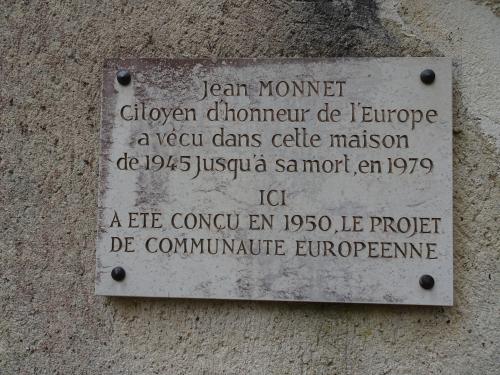 Jean MONNET
Citoyen d'honneur de l'Europe
a vécu dans cette maison
de 1945 jusqu'à sa mort, en 1979
ICI
A ETE CONÇU EN 1950, LE PROJET
DE COMMUNAUTE EUROPEENNE